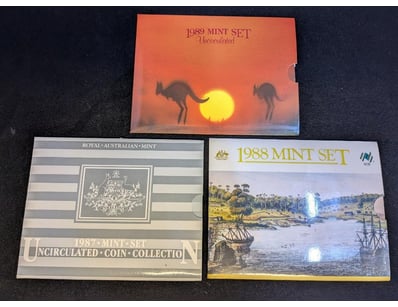 1989 MINT SET
Uncirculated
ROYAL · AUSTRALIAN · MINT
1987 · MINT · SET
UNCIRCULATED · COIN · COLLECTION
1988 MINT SET